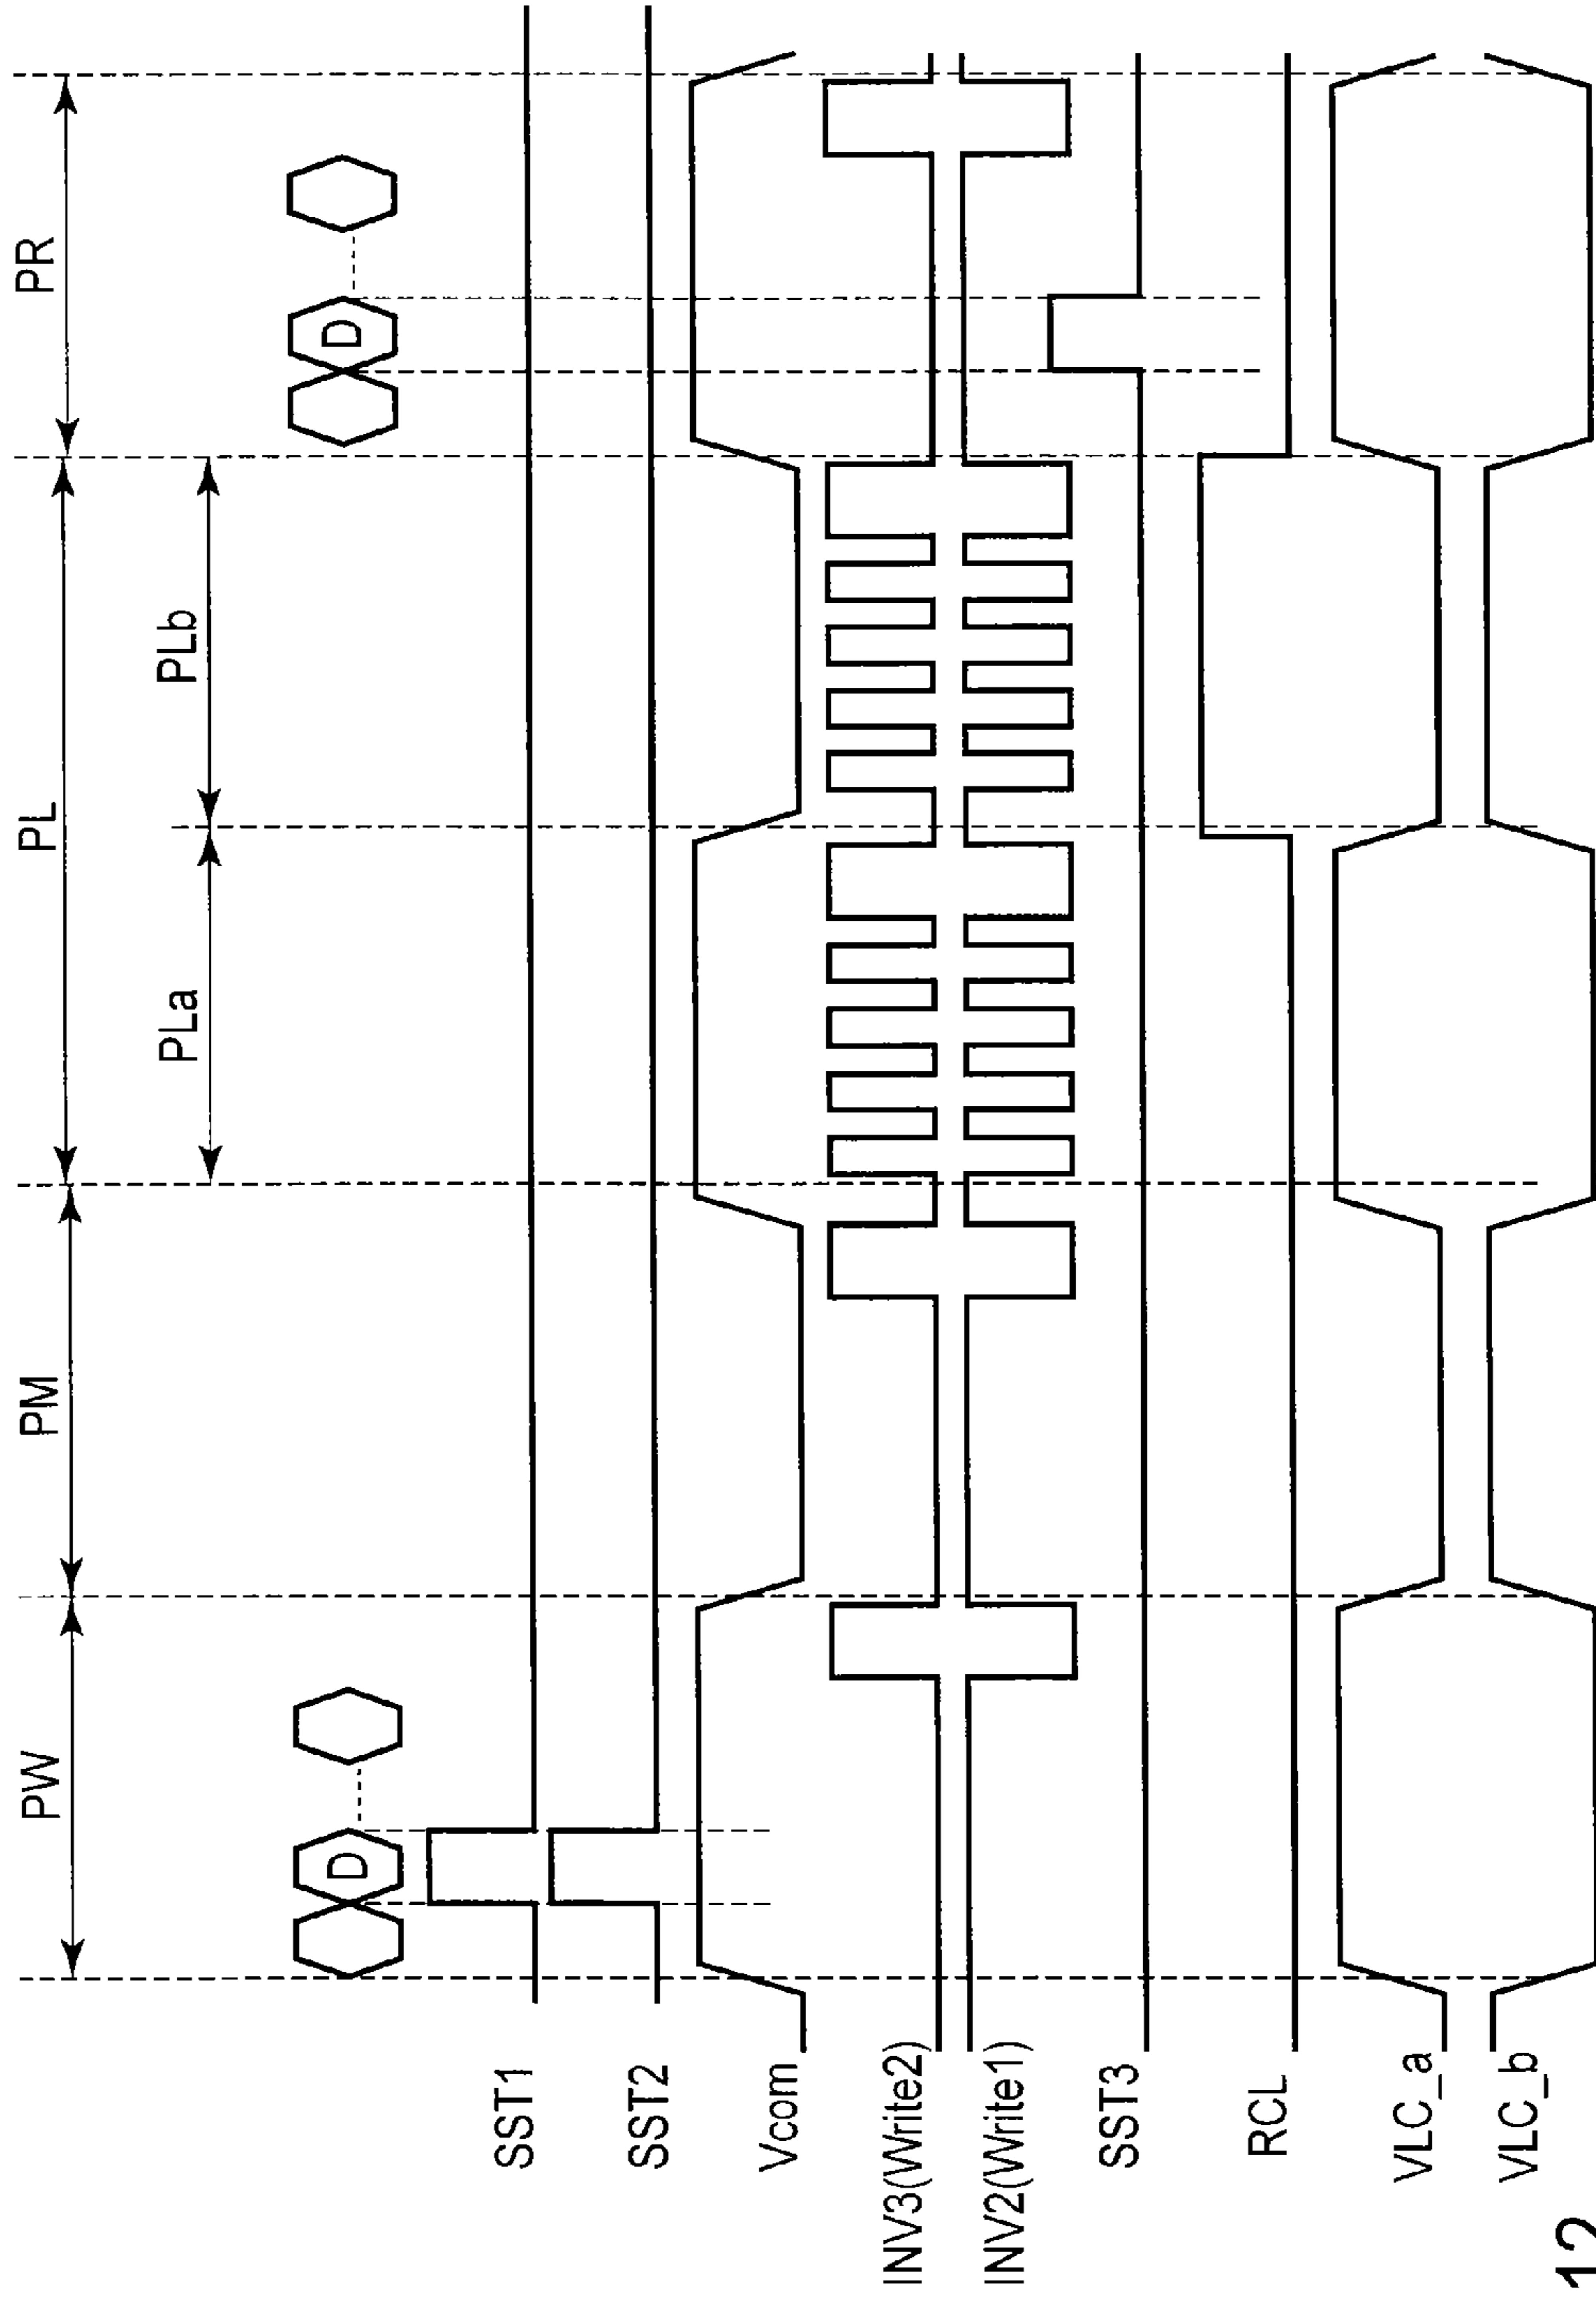 PW
PM
PL
PR
PLa
PLb
D
D
SST1
SST2
Vcom
INV3(Write2)
INV2(Write1)
SST3
RCL
VLC_a
VLC_b
12